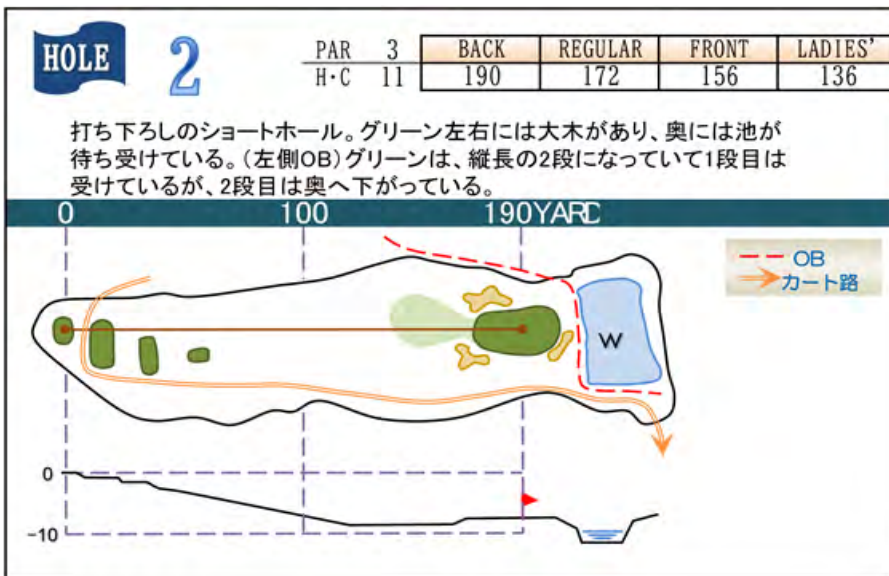 HOLE 2
PAR 3 BACK REGULAR FRONT LADIES'
H・C 11 190 172 156 136
打ち下ろしのショートホール。グリーン左右には大木があり、奥には池が
待ち受けている。(左側OB)グリーンは、縦長の2段になっていて1段目は
受けているが、2段目は奥へ下がっている。
0 100 190YARD
OB
カート路
W
0
-10